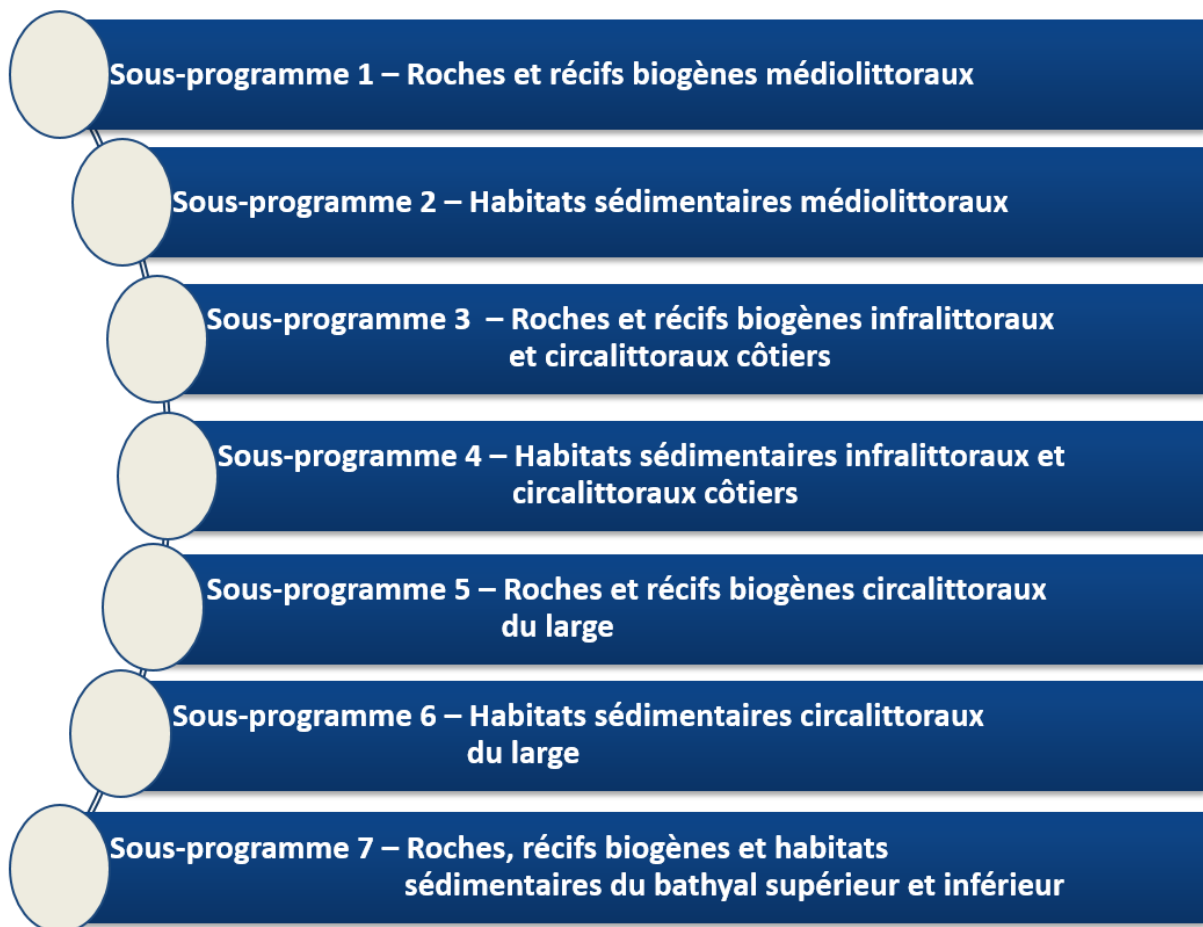 Sous-programme 1 – Roches et récifs biogènes médiolittoraux
Sous-programme 2 – Habitats sédimentaires médiolittoraux
Sous-programme 3 – Roches et récifs biogènes infralittoraux
et circalittoraux côtiers
Sous-programme 4 – Habitats sédimentaires infralittoraux et
circalittoraux côtiers
Sous-programme 5 – Roches et récifs biogènes circalittoraux
du large
Sous-programme 6 – Habitats sédimentaires circalittoraux
du large
Sous-programme 7 – Roches, récifs biogènes et habitats
sédimentaires du bathyal supérieur et inférieur